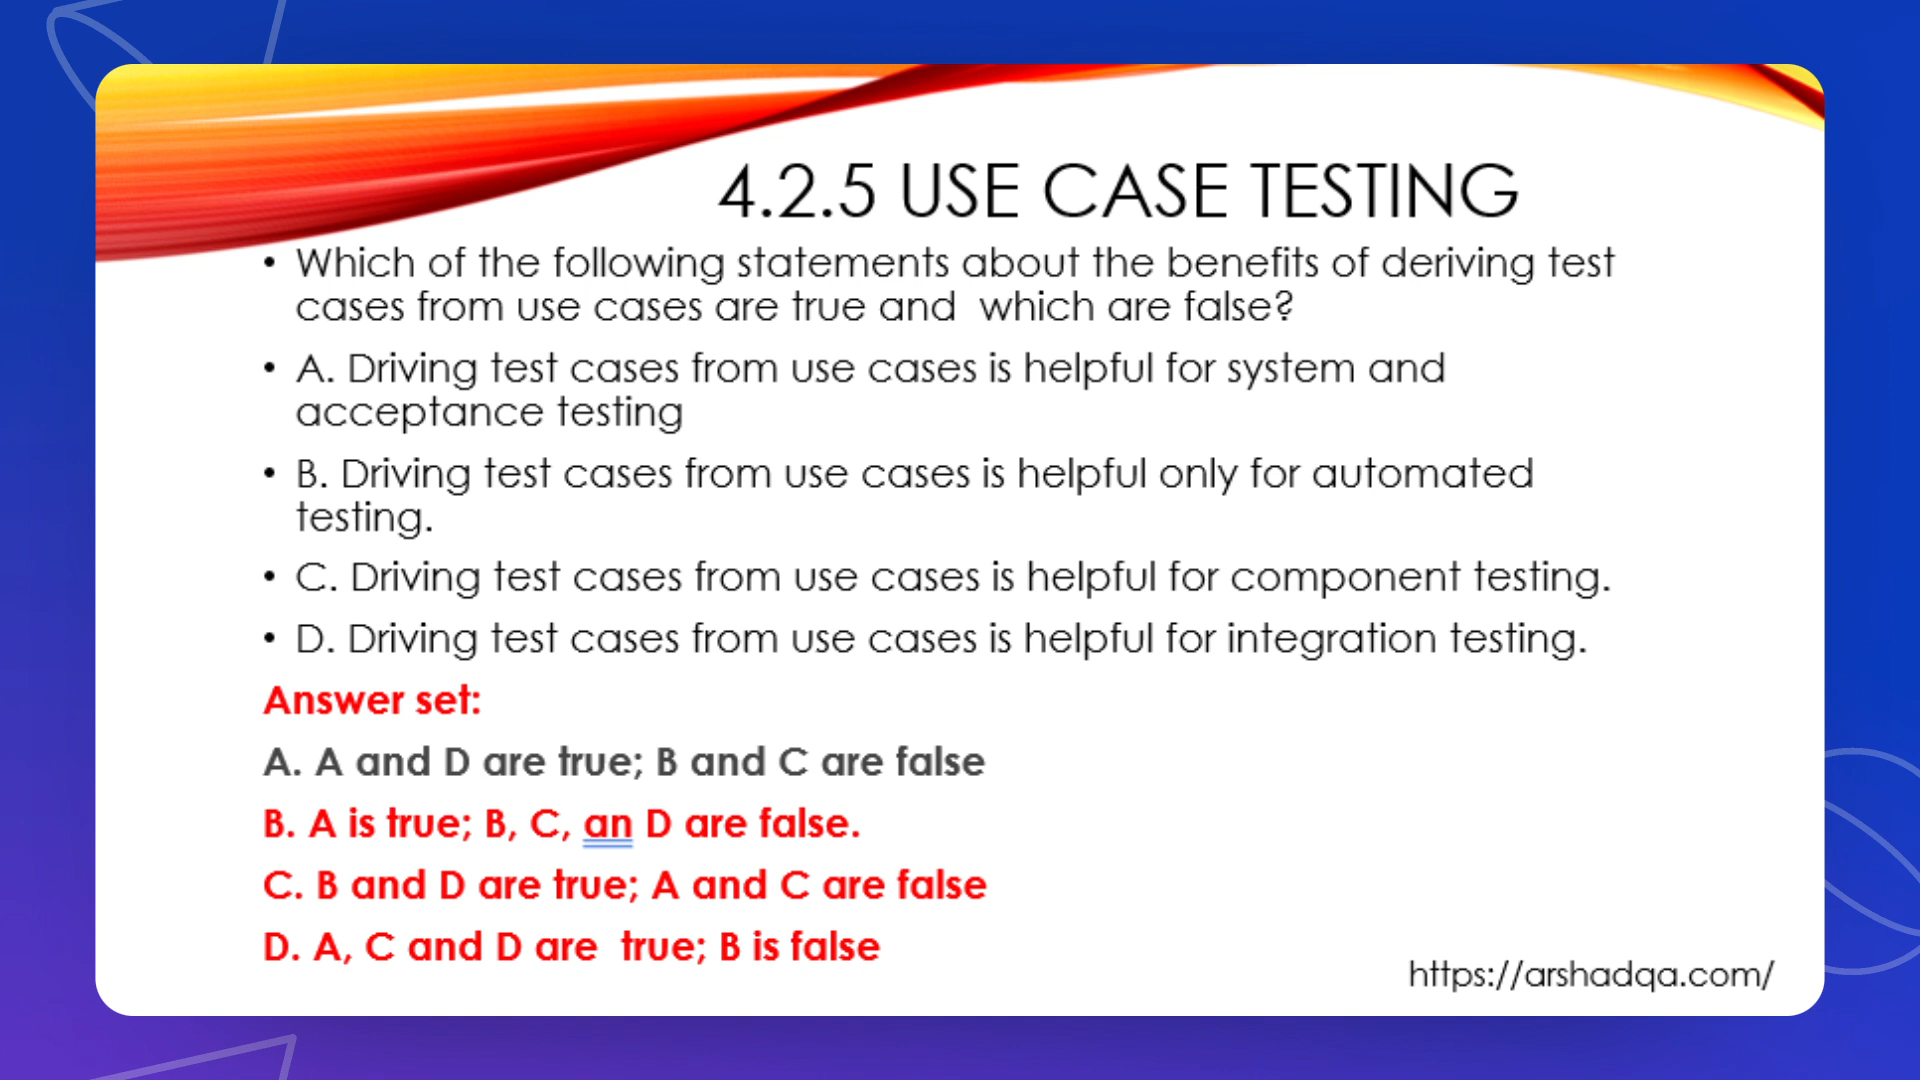 4.2.5 USE CASE TESTING
• Which of the following statements about the benefits of deriving test
cases from use cases are true and which are false?
• A. Driving test cases from use cases is helpful for system and
acceptance testing
• B. Driving test cases from use cases is helpful only for automated
testing.
• C. Driving test cases from use cases is helpful for component testing.
• D. Driving test cases from use cases is helpful for integration testing.
Answer set:
A. A and D are true; B and C are false
B. A is true; B, C, an D are false.
C. B and D are true; A and C are false
D. A, C and D are true; B is false
https://arshadqa.com/